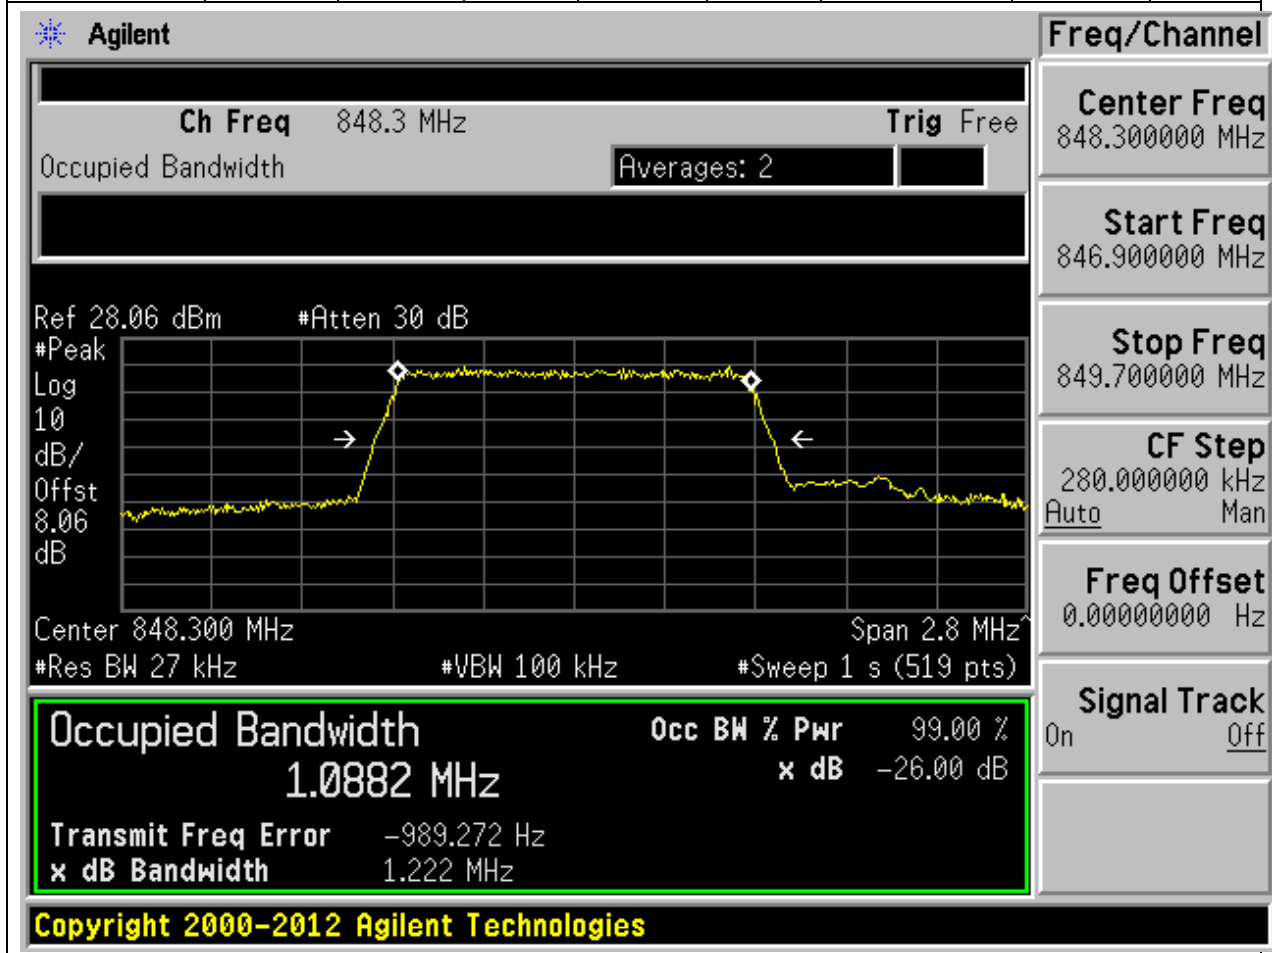 Agilent
Freq/Channel
Ch Freq 848.3 MHz Trig Free
Occupied Bandwidth Averages: 2
Center Freq
848.300000 MHz
Start Freq
846.900000 MHz
Stop Freq
849.700000 MHz
CF Step
280.000000 kHz
Auto Man
Freq Offset
0.00000000 Hz
Signal Track
On Off
Ref 28.06 dBm #Atten 30 dB
#Peak
Log
10
dB/
Offst
8.06
dB
Center 848.300 MHz Span 2.8 MHz^
#Res BW 27 kHz #VBW 100 kHz #Sweep 1 s (519 pts)
Occupied Bandwidth Occ BW % Pwr 99.00 %
1.0882 MHz x dB -26.00 dB
Transmit Freq Error -989.272 Hz
x dB Bandwidth 1.222 MHz
Copyright 2000-2012 Agilent Technologies